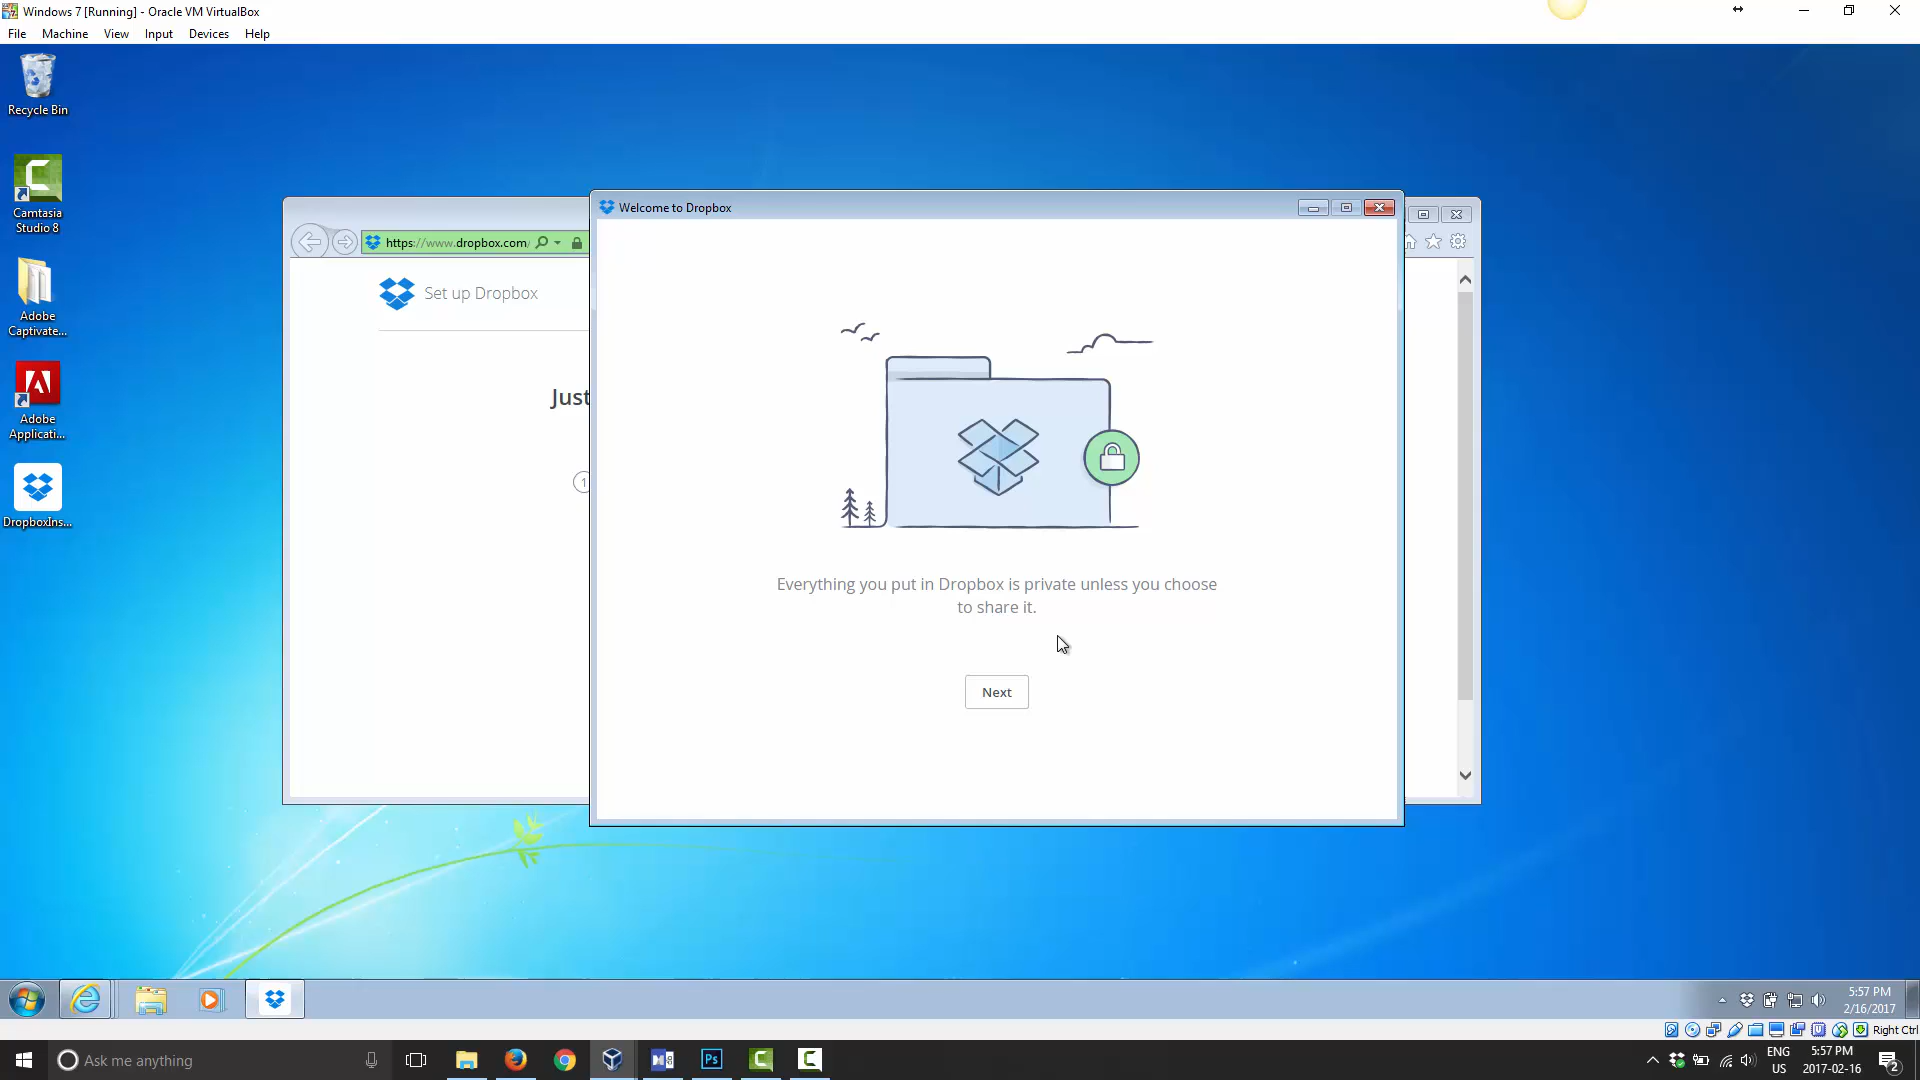 Windows 7 [Running] - Oracle VM VirtualBox
File Machine View Input Devices Help
Recycle Bin
Camtasia
Studio 8
Adobe
Captivate...
Adobe
Applicati...
DropboxIns...
https://www.dropbox.com/
Set up Dropbox
Just
1
Welcome to Dropbox
Everything you put in Dropbox is private unless you choose
to share it.
Next
5:57 PM
2/16/2017
Right Ctrl
Ask me anything
Ps
ENG
US
5:57 PM
2017-02-16
2